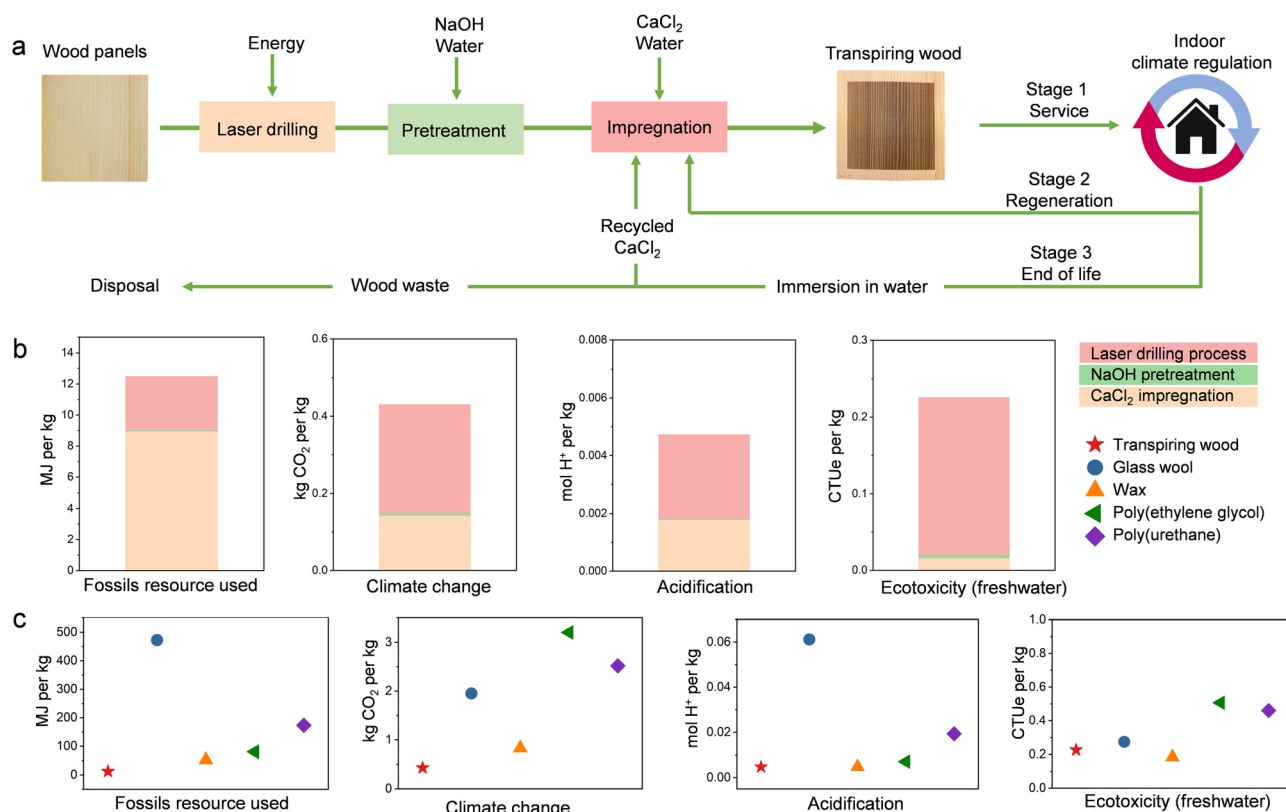 a
Wood panels
Energy
NaOH
Water
CaCl₂
Water
Transpiring wood
Indoor
climate regulation
Laser drilling
Pretreatment
Impregnation
Stage 1
Service
Stage 2
Regeneration
Recycled
CaCl₂
Stage 3
End of life
Disposal
Wood waste
Immersion in water
b
MJ per kg
14
12
10
8
6
4
2
0
Fossils resource used
kg CO₂ per kg
0.6
0.4
0.2
0.0
Climate change
mol H⁺ per kg
0.008
0.006
0.004
0.002
0.000
Acidification
CTUe per kg
0.3
0.2
0.1
0.0
Ecotoxicity (freshwater)
Laser drilling process
NaOH pretreatment
CaCl₂ impregnation
Transpiring wood
Glass wool
Wax
Poly(ethylene glycol)
Poly(urethane)
c
MJ per kg
500
400
300
200
100
0
Fossils resource used
kg CO₂ per kg
3
2
1
0
Climate change
mol H⁺ per kg
0.06
0.04
0.02
0.00
Acidification
CTUe per kg
1.0
0.8
0.6
0.4
0.2
0.0
Ecotoxicity (freshwater)